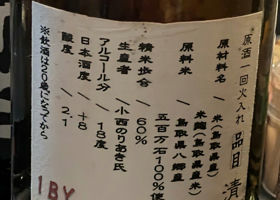 原酒一回火入れ 品目 清
原料名/米(鳥取県産)
米麹(鳥取県産米)
原料米/鳥取県八郷産
五百万石100%使
精米歩合/60%
生産者/小西のりあき氏
アルコール分/18度
日本酒度/+8
酸度/2.1
※飲酒は20歳になってから
1BY